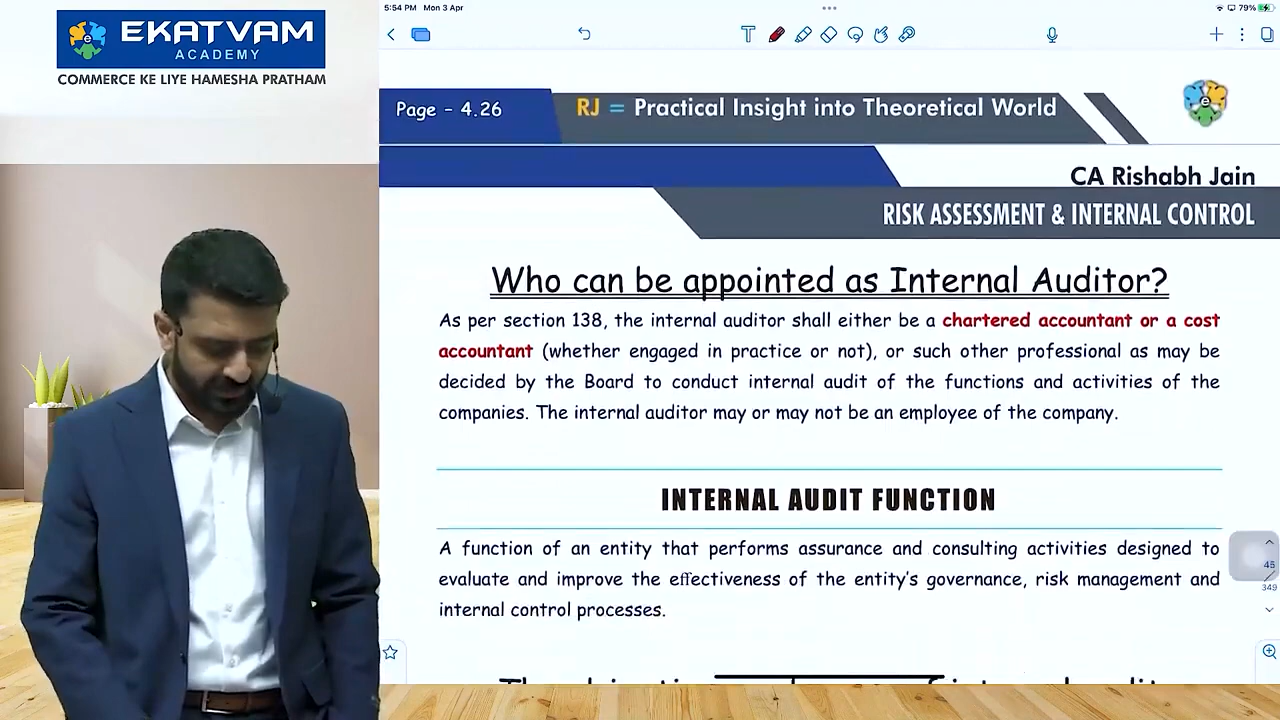 EKATVAM
ACADEMY
COMMERCE KE LIYE HAMESHA PRATHAM
5:54 PM Mon 3 Apr
79%
Page - 4.26
RJ = Practical Insight into Theoretical World
CA Rishabh Jain
RISK ASSESSMENT & INTERNAL CONTROL
Who can be appointed as Internal Auditor?
As per section 138, the internal auditor shall either be a chartered accountant or a cost
accountant (whether engaged in practice or not), or such other professional as may be
decided by the Board to conduct internal audit of the functions and activities of the
companies. The internal auditor may or may not be an employee of the company.
INTERNAL AUDIT FUNCTION
A function of an entity that performs assurance and consulting activities designed to
evaluate and improve the effectiveness of the entity's governance, risk management and
internal control processes.
45
349